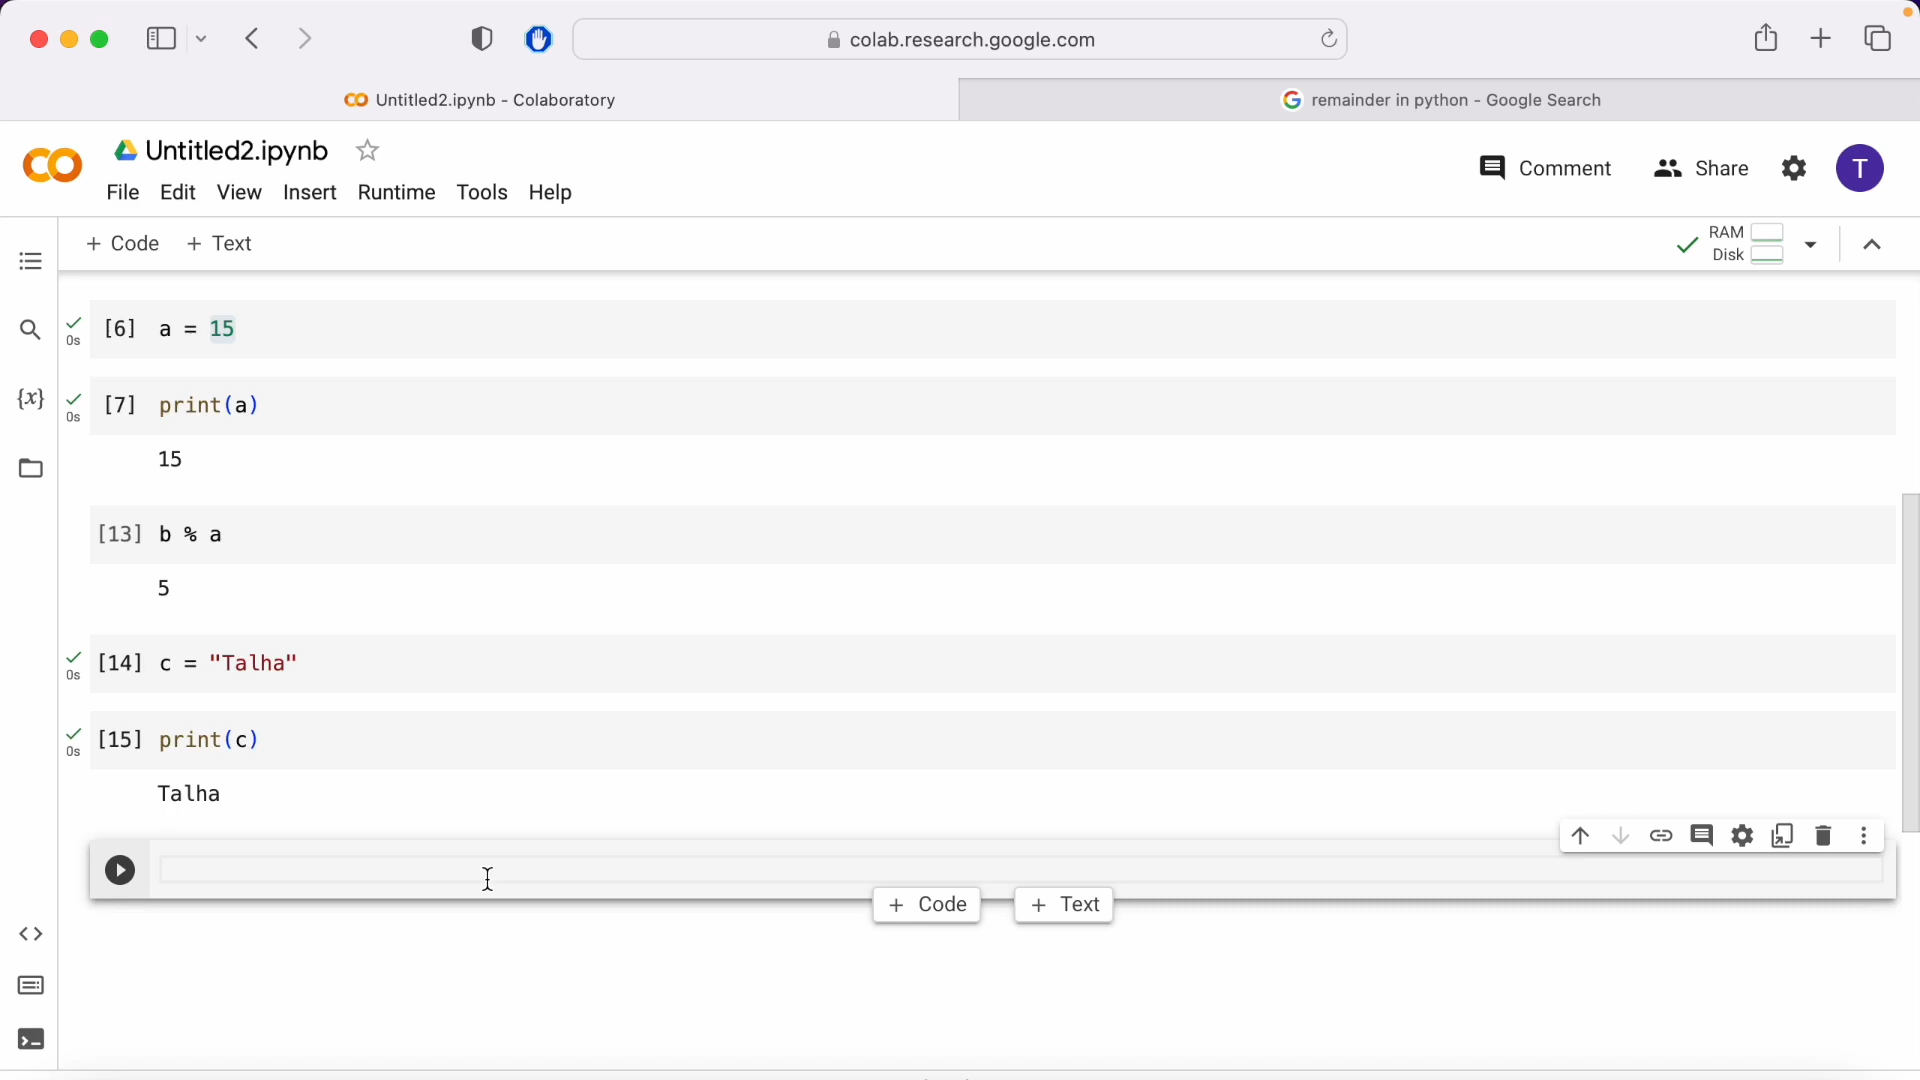 colab.research.google.com
Untitled2.ipynb - Colaboratory
remainder in python - Google Search
Untitled2.ipynb
Comment
Share
T
File Edit View Insert Runtime Tools Help
+ Code + Text
RAM
Disk
0s
[6] a = 15
{x}
0s
[7] print(a)
15
[13] b % a
5
0s
[14] c = "Talha"
0s
[15] print(c)
Talha
+ Code
+ Text